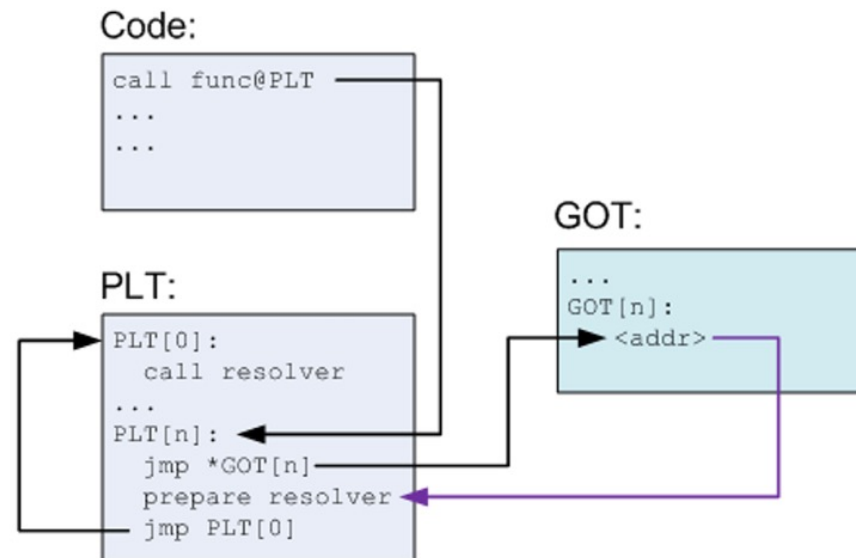 Code:
call func@PLT
...
...
PLT:
PLT[0]:
call resolver
...
PLT[n]:
jmp *GOT[n]
prepare resolver
jmp PLT[0]
GOT:
...
GOT[n]:
<addr>